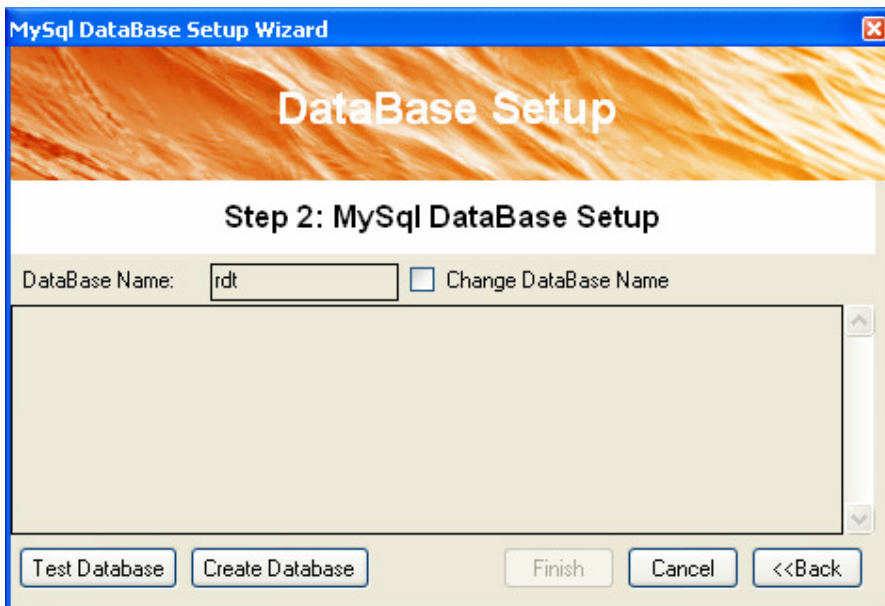 MySql DataBase Setup Wizard
DataBase Setup
Step 2: MySql DataBase Setup
DataBase Name: rdt Change DataBase Name
Test Database Create Database Finish Cancel <<Back